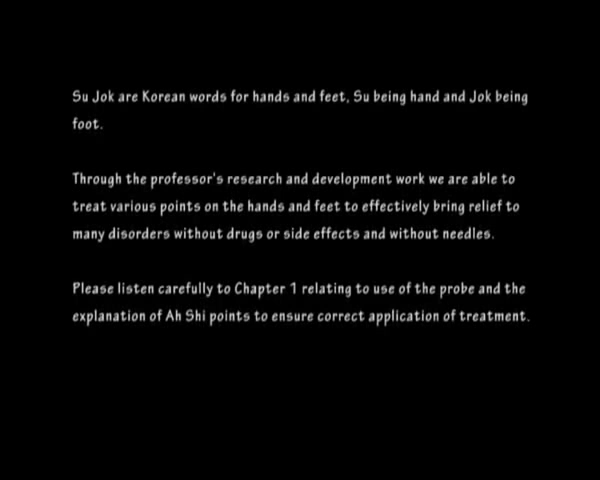 Su Jok are Korean words for hands and feet, Su being hand and Jok being
foot.
Through the professor's research and development work we are able to
treat various points on the hands and feet to effectively bring relief to
many disorders without drugs or side effects and without needles.
Please listen carefully to Chapter 1 relating to use of the probe and the
explanation of Ah Shi points to ensure correct application of treatment.